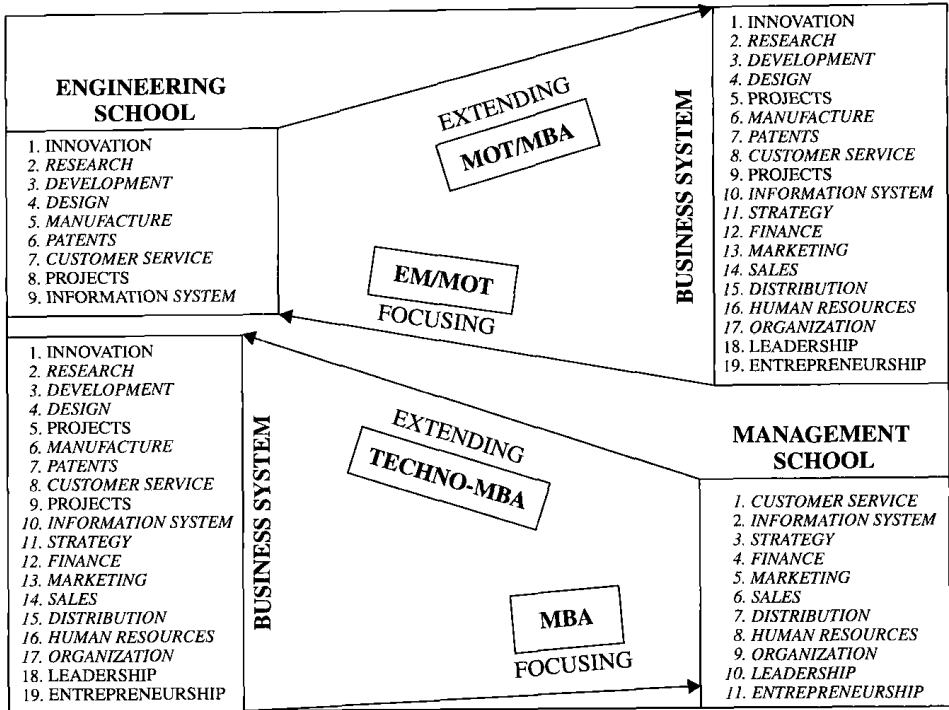 ENGINEERING
SCHOOL
1. INNOVATION
2. RESEARCH
3. DEVELOPMENT
4. DESIGN
5. MANUFACTURE
6. PATENTS
7. CUSTOMER SERVICE
8. PROJECTS
9. INFORMATION SYSTEM
EXTENDING
MOT/MBA
EM/MOT
FOCUSING
BUSINESS SYSTEM
1. INNOVATION
2. RESEARCH
3. DEVELOPMENT
4. DESIGN
5. PROJECTS
6. MANUFACTURE
7. PATENTS
8. CUSTOMER SERVICE
9. PROJECTS
10. INFORMATION SYSTEM
11. STRATEGY
12. FINANCE
13. MARKETING
14. SALES
15. DISTRIBUTION
16. HUMAN RESOURCES
17. ORGANIZATION
18. LEADERSHIP
19. ENTREPRENEURSHIP
1. INNOVATION
2. RESEARCH
3. DEVELOPMENT
4. DESIGN
5. PROJECTS
6. MANUFACTURE
7. PATENTS
8. CUSTOMER SERVICE
9. PROJECTS
10. INFORMATION SYSTEM
11. STRATEGY
12. FINANCE
13. MARKETING
14. SALES
15. DISTRIBUTION
16. HUMAN RESOURCES
17. ORGANIZATION
18. LEADERSHIP
19. ENTREPRENEURSHIP
BUSINESS SYSTEM
EXTENDING
TECHNO-MBA
MBA
FOCUSING
MANAGEMENT
SCHOOL
1. CUSTOMER SERVICE
2. INFORMATION SYSTEM
3. STRATEGY
4. FINANCE
5. MARKETING
6. SALES
7. DISTRIBUTION
8. HUMAN RESOURCES
9. ORGANIZATION
10. LEADERSHIP
11. ENTREPRENEURSHIP